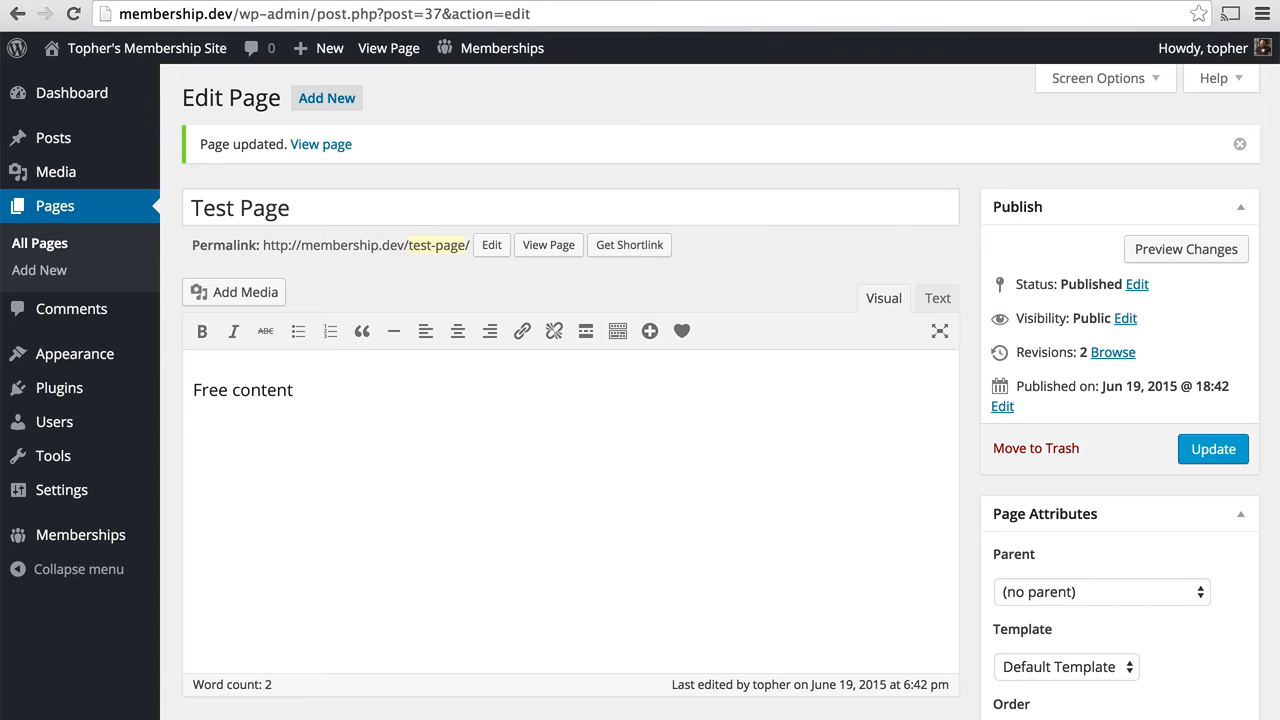 membership.dev/wp-admin/post.php?post=37&action=edit
Topher's Membership Site 0 New View Page Memberships Howdy, topher
Screen Options Help
Dashboard
Posts
Media
Pages
All Pages
Add New
Comments
Appearance
Plugins
Users
Tools
Settings
Memberships
Collapse menu
Edit Page Add New
Page updated. View page
Test Page
Permalink: http://membership.dev/test-page/ Edit View Page Get Shortlink
Add Media
Visual Text
B I ABC
Free content
Word count: 2 Last edited by topher on June 19, 2015 at 6:42 pm
Publish
Preview Changes
Status: Published Edit
Visibility: Public Edit
Revisions: 2 Browse
Published on: Jun 19, 2015 @ 18:42
Edit
Move to Trash Update
Page Attributes
Parent
(no parent)
Template
Default Template
Order